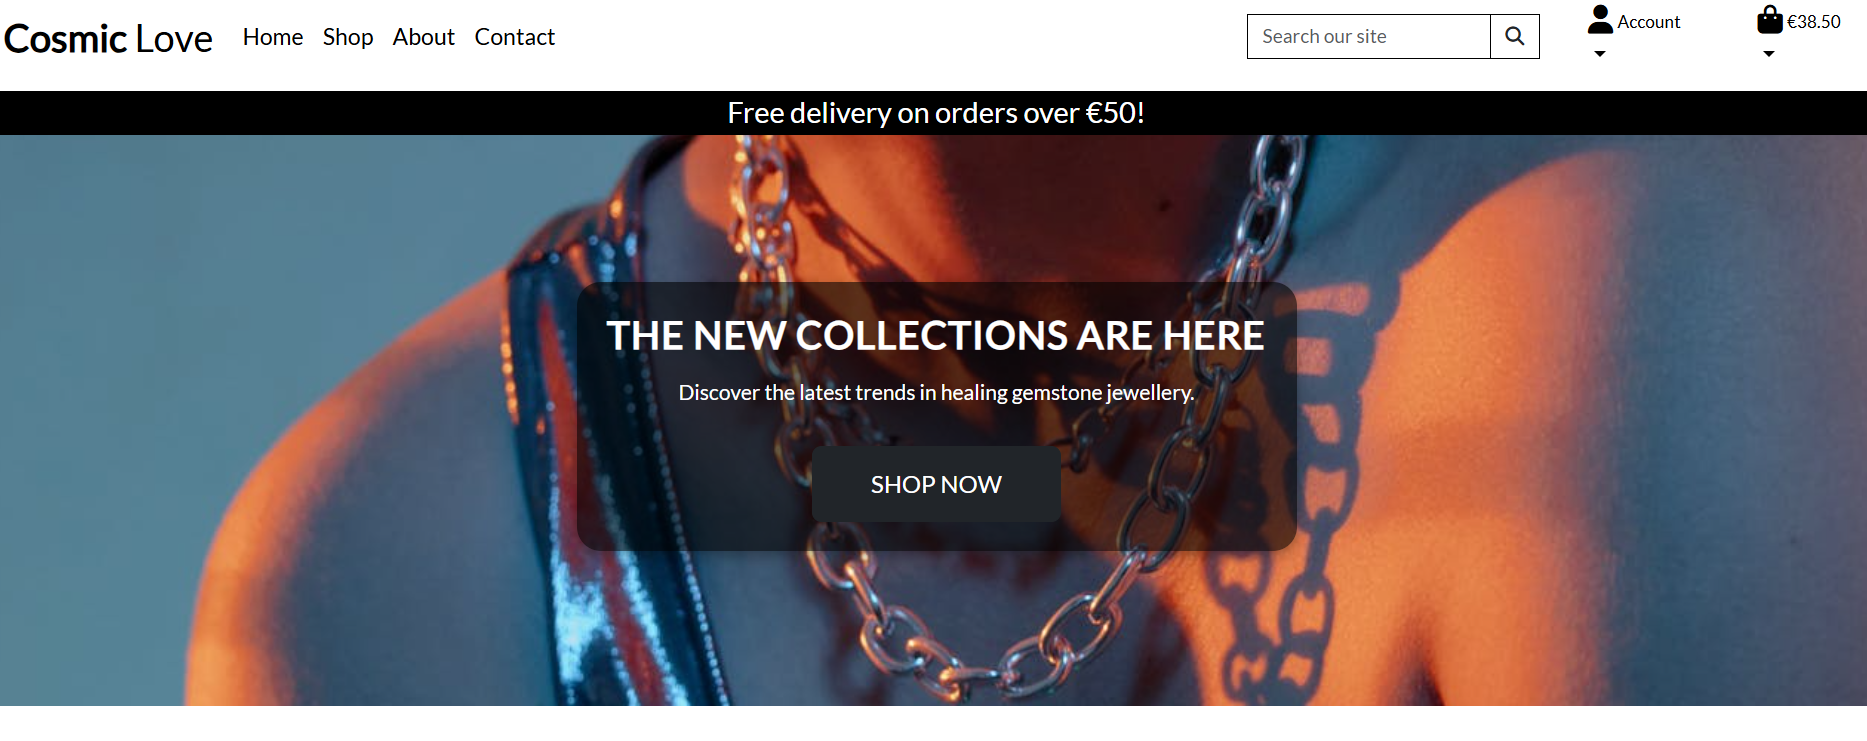 Cosmic Love Home Shop About Contact Search our site Account €38.50
Free delivery on orders over €50!
THE NEW COLLECTIONS ARE HERE
Discover the latest trends in healing gemstone jewellery.
SHOP NOW